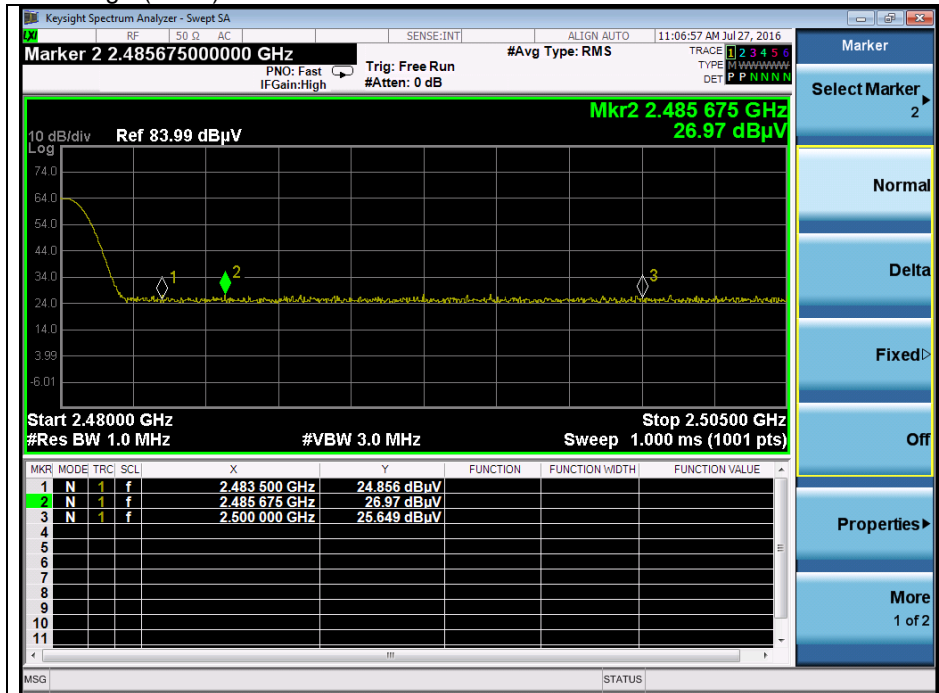 Keysight Spectrum Analyzer - Swept SA
LXI RF 50 Ω AC SENSE:INT ALIGN AUTO 11:06:57 AM Jul 27, 2016
Marker 2 2.485675000000 GHz
PNO: Fast
IFGain:High
Trig: Free Run
#Atten: 0 dB
#Avg Type: RMS
TRACE 1 2 3 4 5 6
TYPE M W W W W W
DET P P N N N N
Mkr2 2.485 675 GHz
26.97 dBµV
10 dB/div Ref 83.99 dBµV
Log
74.0
64.0
54.0
44.0
34.0
24.0
14.0
3.99
-6.01
1
2
3
Start 2.48000 GHz Stop 2.50500 GHz
#Res BW 1.0 MHz #VBW 3.0 MHz Sweep 1.000 ms (1001 pts)
MKR MODE TRC SCL X Y FUNCTION FUNCTION WIDTH FUNCTION VALUE
1 N 1 f 2.483 500 GHz 24.856 dBµV
2 N 1 f 2.485 675 GHz 26.97 dBµV
3 N 1 f 2.500 000 GHz 25.649 dBµV
4
5
6
7
8
9
10
11
MSG STATUS
Marker
Select Marker
2
Normal
Delta
Fixed
Off
Properties
More
1 of 2